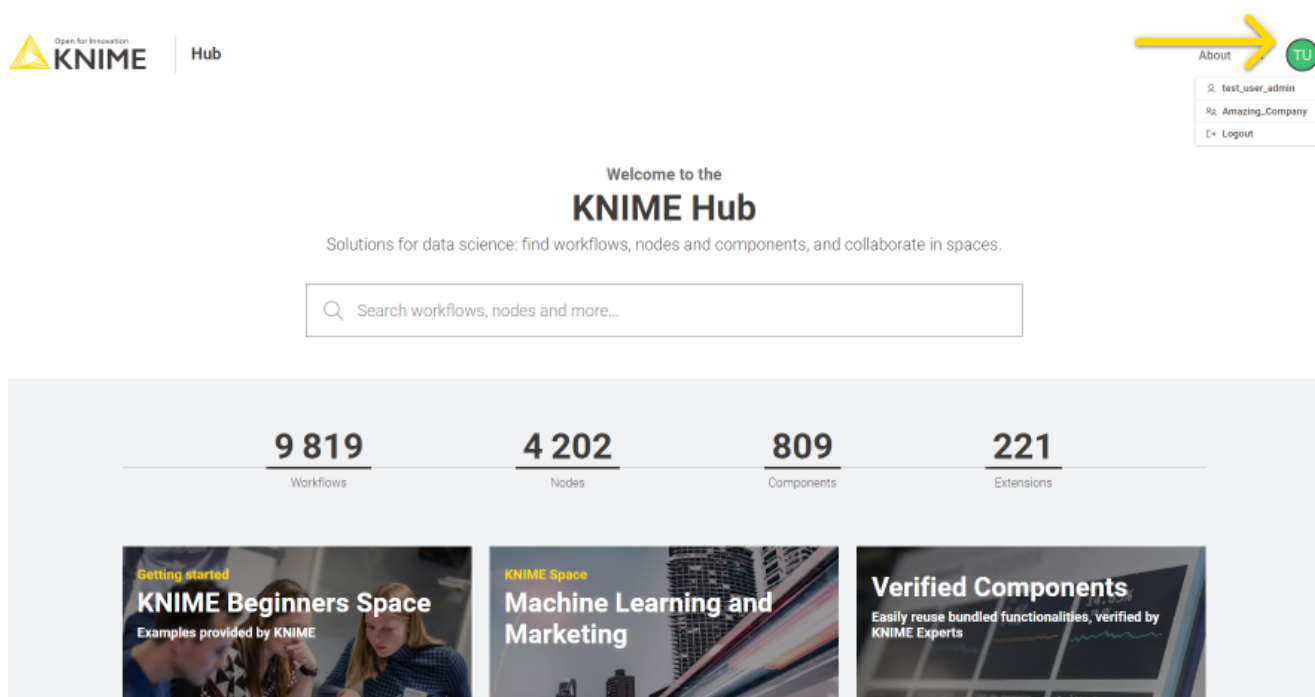 Open for Innovation
KNIME
Hub
About
TU
test_user_admin
Amazing_Company
Logout
Welcome to the
KNIME Hub
Solutions for data science: find workflows, nodes and components, and collaborate in spaces.
Search workflows, nodes and more...
9 819
4 202
809
221
Workflows
Nodes
Components
Extensions
Getting started
KNIME Beginners Space
Examples provided by KNIME
KNIME Space
Machine Learning and
Marketing
Verified Components
Easily reuse bundled functionalities, verified by
KNIME Experts